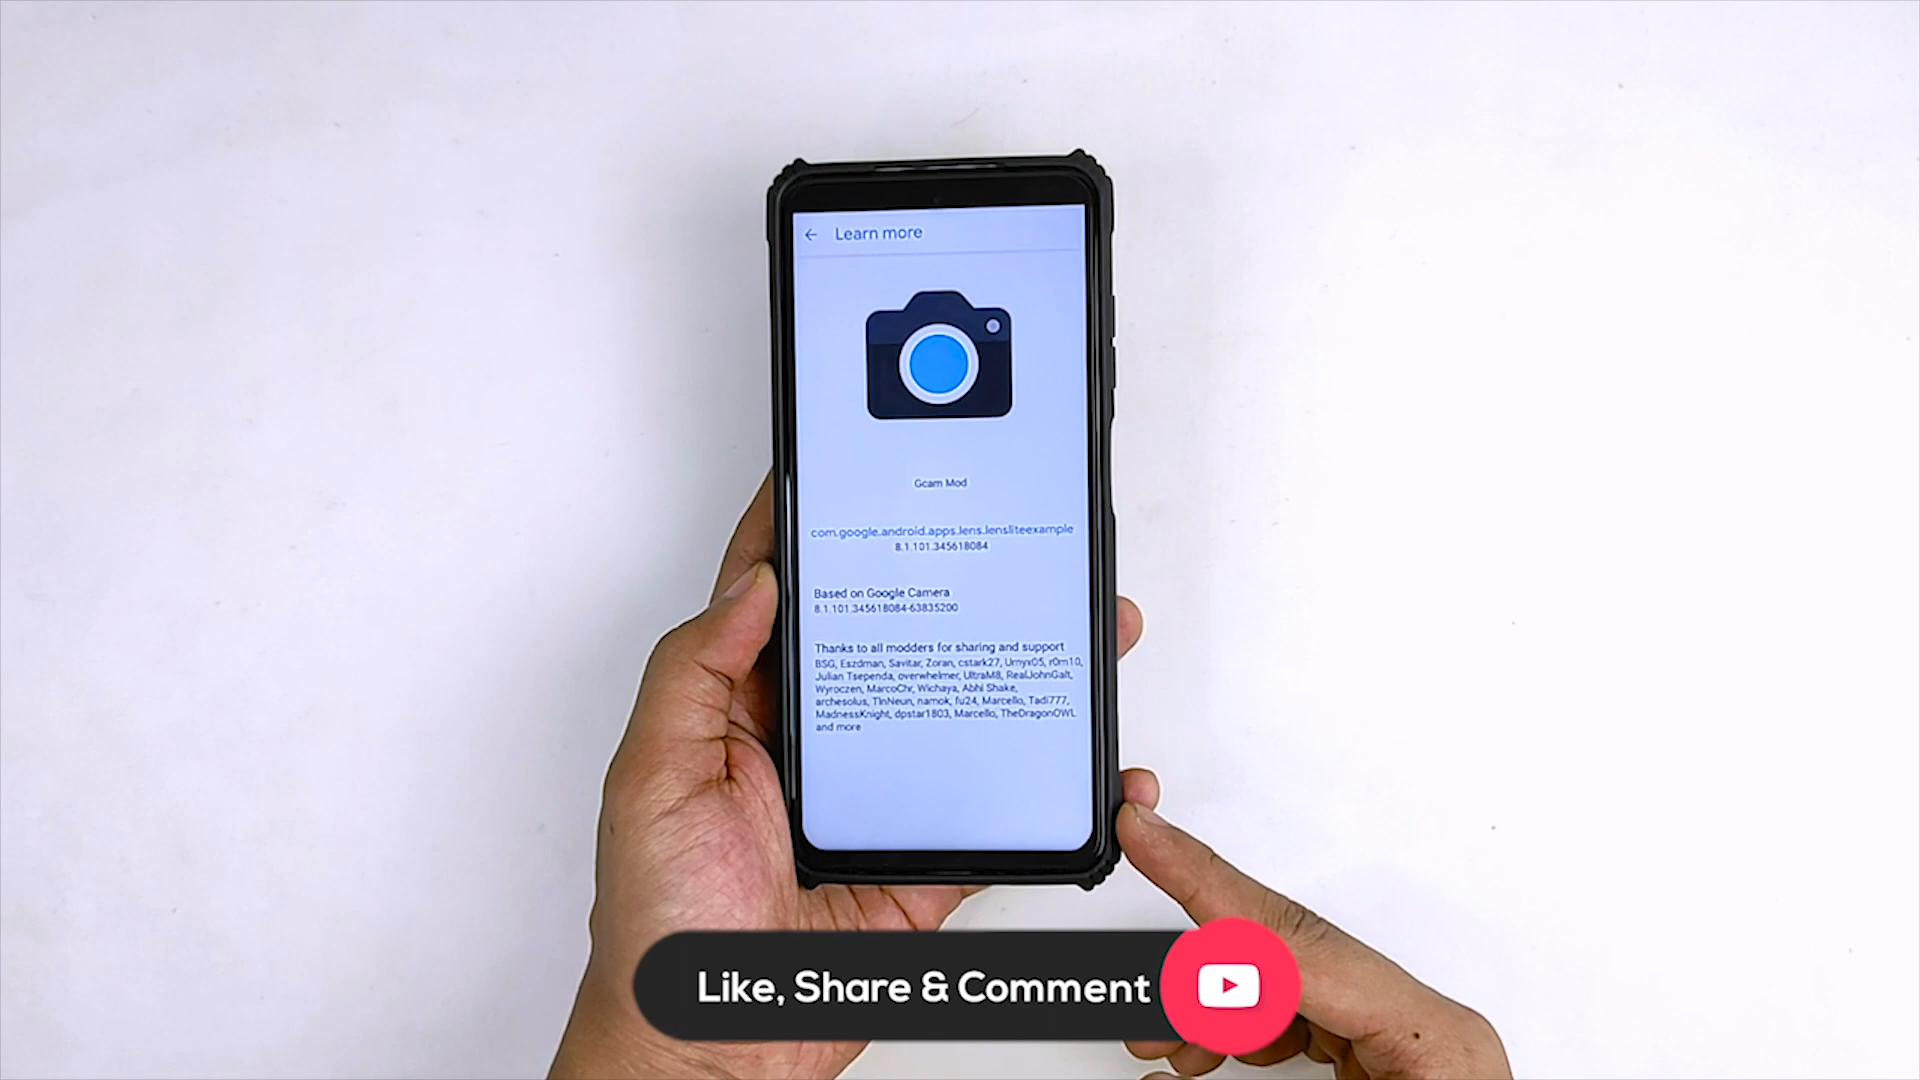 Learn more
Gcam Mod
com.google.android.apps.lens.lensliteexample
8.1.101.345618084
Based on Google Camera
8.1.101.345618084-63835200
Thanks to all modders for sharing and support
BSG, Eszdman, Savitar, Zoran, cstark27, Urnyx05, r0m10,
Julian Tsependa, overwhelmer, UltraM8, RealJohnGalt,
Wyroczen, MarcoChr, Wichaya, Abhi Shake,
archesolus, TlnNeun, namok, fu24, Marcello, Tadi777,
MadnessKnight, dpstar1803, Marcello, TheDragonOWL
and more
Like, Share & Comment